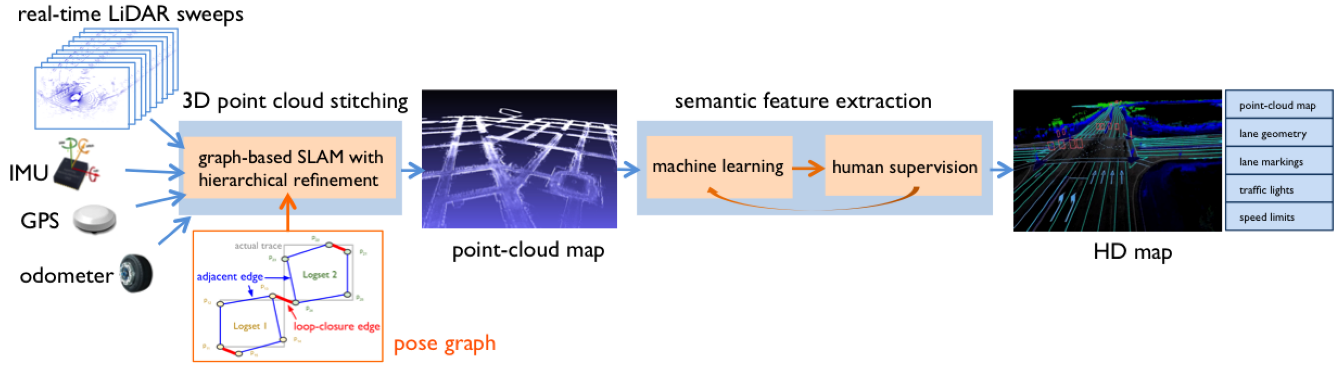 real-time LiDAR sweeps
IMU
GPS
odometer
3D point cloud stitching
graph-based SLAM with
hierarchical refinement
actual trace
adjacent edge
Logset 2
Logset 1
loop-closure edge
pose graph
point-cloud map
semantic feature extraction
machine learning
human supervision
HD map
point-cloud map
lane geometry
lane markings
traffic lights
speed limits